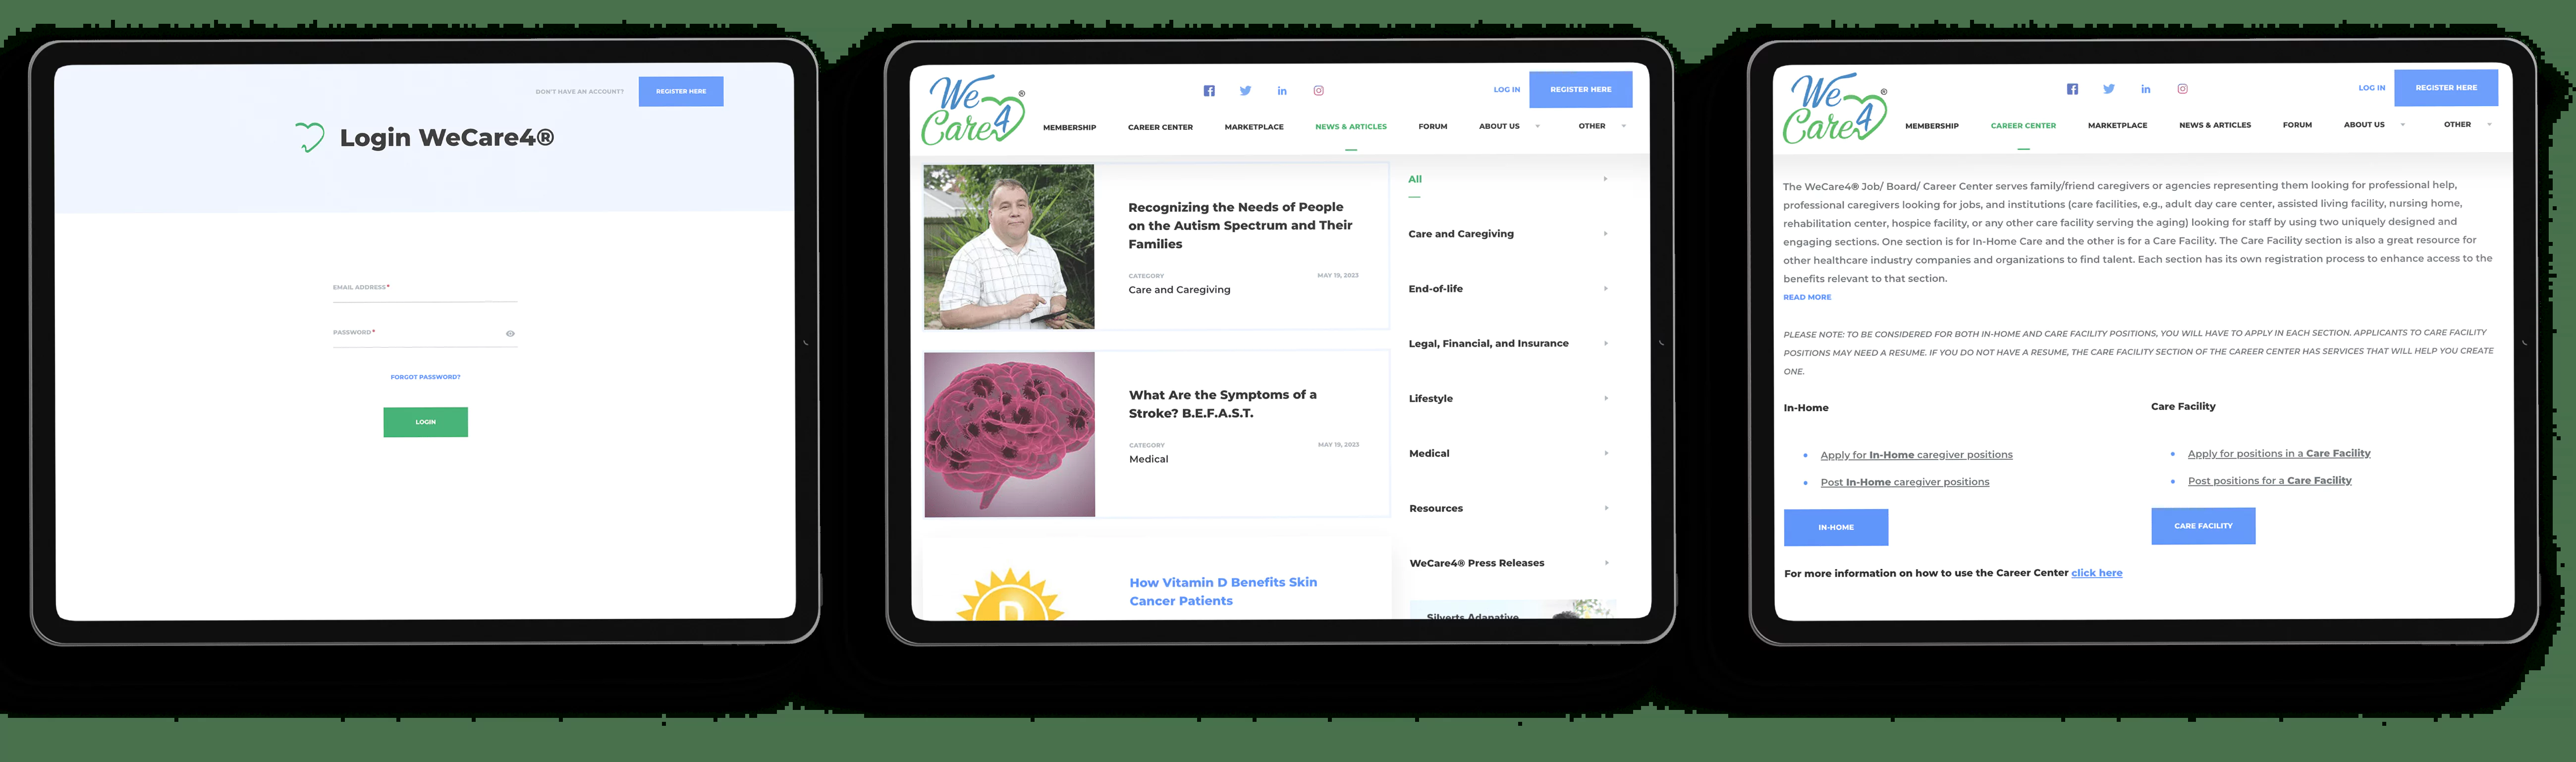 DON'T HAVE AN ACCOUNT?
REGISTER HERE
Login WeCare4®
EMAIL ADDRESS*
PASSWORD*
FORGOT PASSWORD?
LOGIN
We Care4®
LOG IN
REGISTER HERE
MEMBERSHIP
CAREER CENTER
MARKETPLACE
NEWS & ARTICLES
FORUM
ABOUT US
OTHER
Recognizing the Needs of People
on the Autism Spectrum and Their
Families
CATEGORY
MAY 19, 2023
Care and Caregiving
What Are the Symptoms of a
Stroke? B.E.F.A.S.T.
CATEGORY
MAY 19, 2023
Medical
D
How Vitamin D Benefits Skin
Cancer Patients
All
Care and Caregiving
End-of-life
Legal, Financial, and Insurance
Lifestyle
Medical
Resources
WeCare4® Press Releases
Silverts Adaptive
We Care4®
LOG IN
REGISTER HERE
MEMBERSHIP
CAREER CENTER
MARKETPLACE
NEWS & ARTICLES
FORUM
ABOUT US
OTHER
The WeCare4® Job/ Board/ Career Center serves family/friend caregivers or agencies representing them looking for professional help,
professional caregivers looking for jobs, and institutions (care facilities, e.g., adult day care center, assisted living facility, nursing home,
rehabilitation center, hospice facility, or any other care facility serving the aging) looking for staff by using two uniquely designed and
engaging sections. One section is for In-Home Care and the other is for a Care Facility. The Care Facility section is also a great resource for
other healthcare industry companies and organizations to find talent. Each section has its own registration process to enhance access to the
benefits relevant to that section.
READ MORE
PLEASE NOTE: TO BE CONSIDERED FOR BOTH IN-HOME AND CARE FACILITY POSITIONS, YOU WILL HAVE TO APPLY IN EACH SECTION. APPLICANTS TO CARE FACILITY
POSITIONS MAY NEED A RESUME. IF YOU DO NOT HAVE A RESUME, THE CARE FACILITY SECTION OF THE CAREER CENTER HAS SERVICES THAT WILL HELP YOU CREATE
ONE.
In-Home
Apply for In-Home caregiver positions
Post In-Home caregiver positions
IN-HOME
Care Facility
Apply for positions in a Care Facility
Post positions for a Care Facility
CARE FACILITY
For more information on how to use the Career Center click here